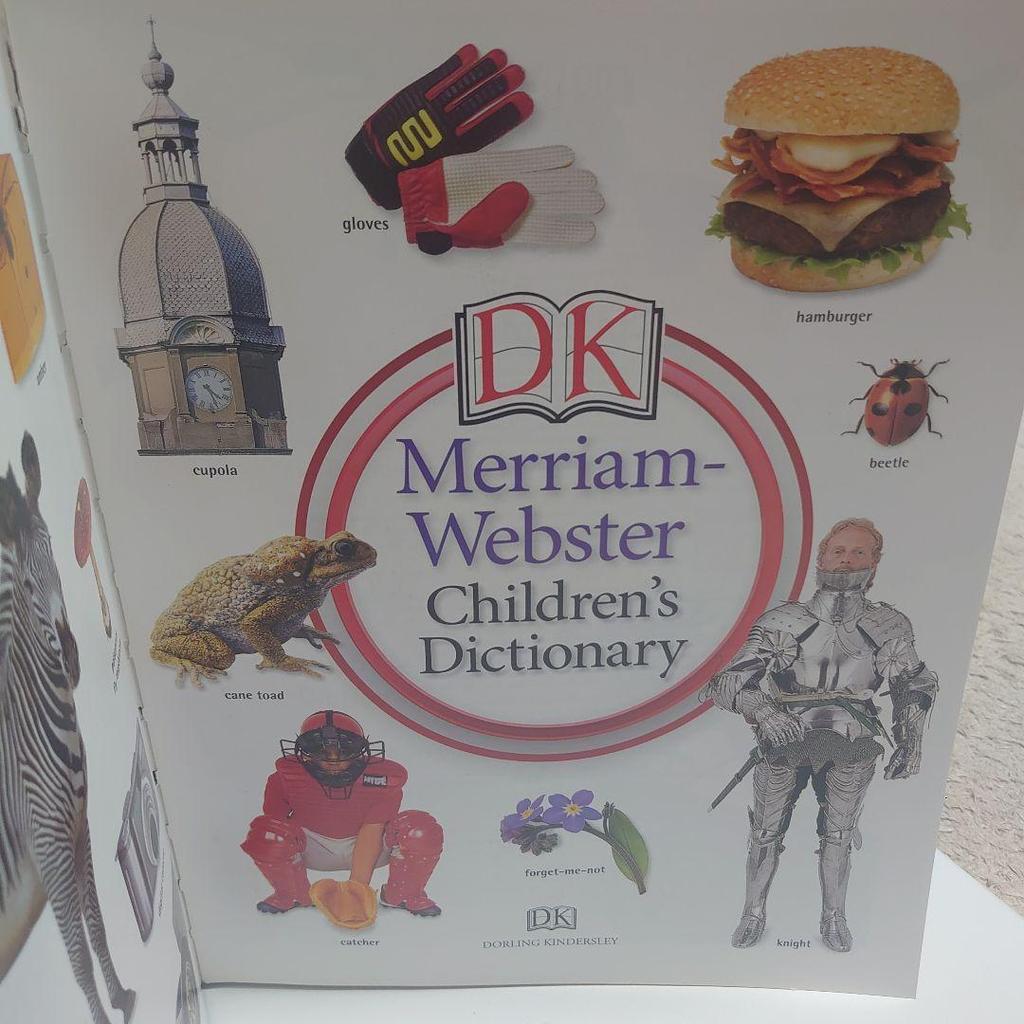 gloves
hamburger
DK
Merriam-
Webster
Children's
Dictionary
cupola
beetle
cane toad
catcher
forget-me-not
DK
DORLING KINDERSLEY
knight